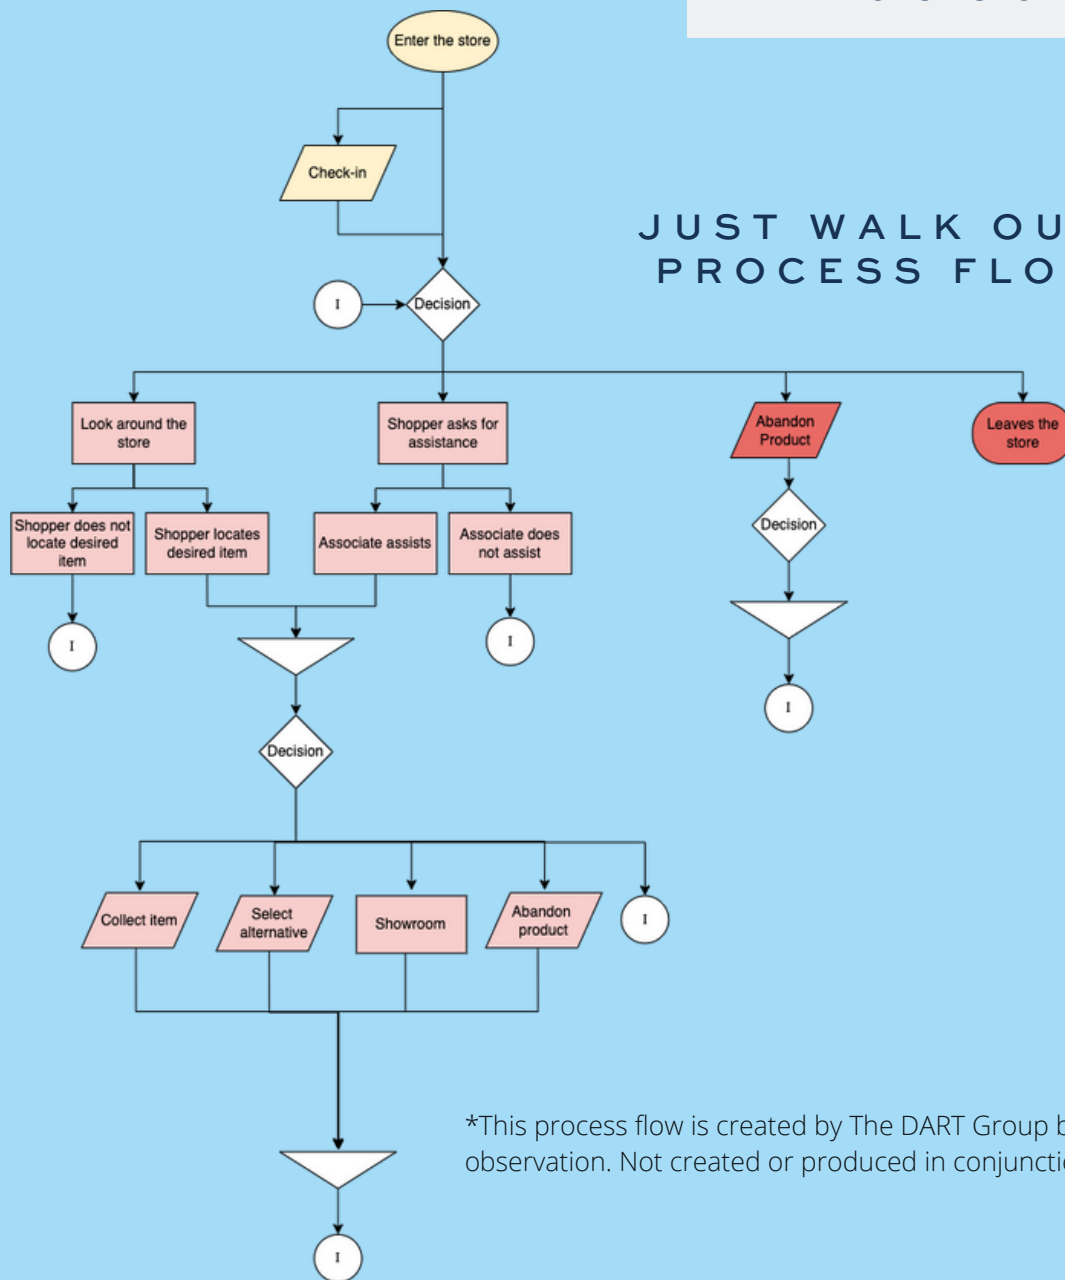 Enter the store
Check-in
JUST WALK OU
PROCESS FLO
I
Decision
Look around the
store
Shopper asks for
assistance
Abandon
Product
Leaves the
store
Shopper does not
locate desired
item
Shopper locates
desired item
Associate assists
Associate does
not assist
Decision
I
I
I
Decision
Collect item
Select
alternative
Showroom
Abandon
product
I
*This process flow is created by The DART Group b
observation. Not created or produced in conjuncti
I